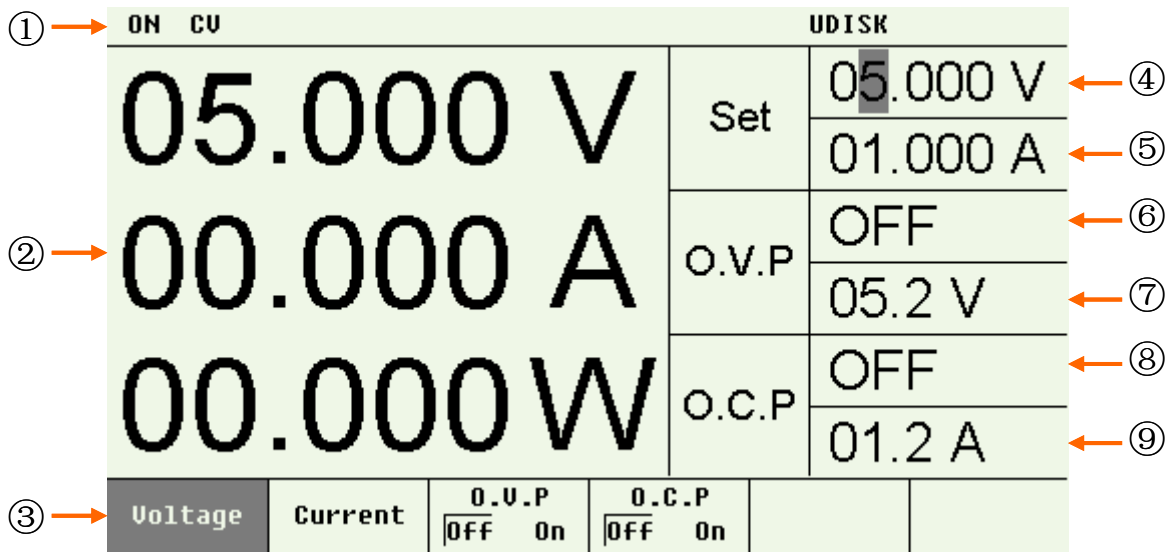 ① ON CV UDISK
② 05.000 V
00.000 A
00.000 W
Set
④ 05.000 V
⑤ 01.000 A
O.V.P
⑥ OFF
⑦ 05.2 V
O.C.P
⑧ OFF
⑨ 01.2 A
③ Voltage Current O.V.P O.C.P
Off On Off On